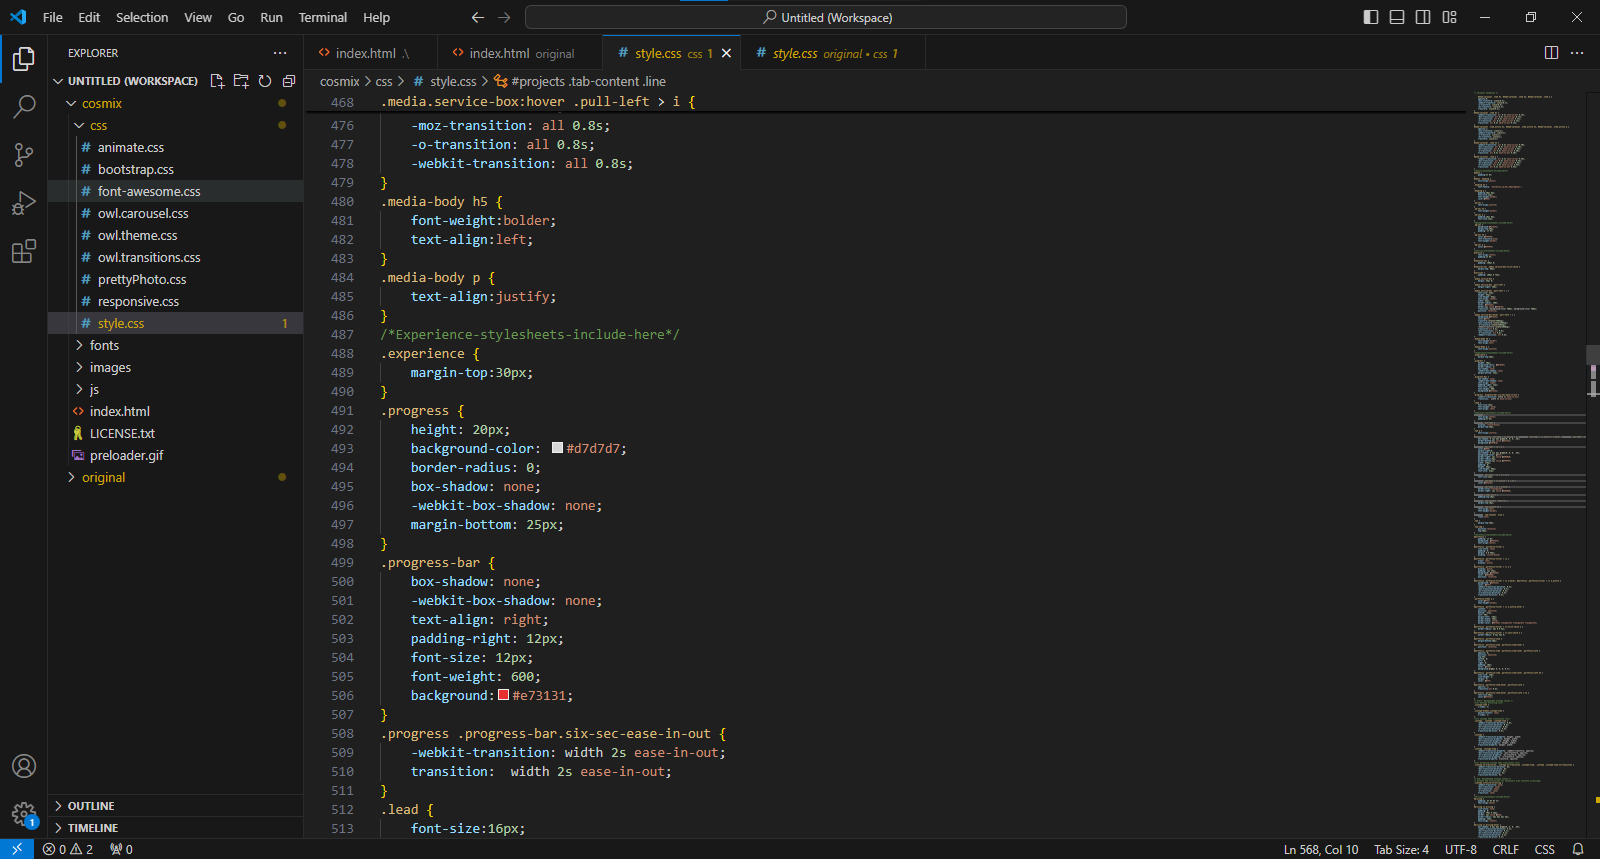 File Edit Selection View Go Run Terminal Help
Untitled (Workspace)
EXPLORER
UNTITLED (WORKSPACE)
cosmix
css
animate.css
bootstrap.css
font-awesome.css
owl.carousel.css
owl.theme.css
owl.transitions.css
prettyPhoto.css
responsive.css
style.css 1
fonts
images
js
index.html
LICENSE.txt
preloader.gif
original
OUTLINE
TIMELINE
index.html .\
index.html original
style.css css 1
style.css original • css 1
cosmix > css > # style.css > #projects .tab-content .line
468 .media.service-box:hover .pull-left > i {
476 -moz-transition: all 0.8s;
477 -o-transition: all 0.8s;
478 -webkit-transition: all 0.8s;
479 }
480 .media-body h5 {
481 font-weight:bolder;
482 text-align:left;
483 }
484 .media-body p {
485 text-align:justify;
486 }
487 /*Experience-stylesheets-include-here*/
488 .experience {
489 margin-top:30px;
490 }
491 .progress {
492 height: 20px;
493 background-color: #d7d7d7;
494 border-radius: 0;
495 box-shadow: none;
496 -webkit-box-shadow: none;
497 margin-bottom: 25px;
498 }
499 .progress-bar {
500 box-shadow: none;
501 -webkit-box-shadow: none;
502 text-align: right;
503 padding-right: 12px;
504 font-size: 12px;
505 font-weight: 600;
506 background:#e73131;
507 }
508 .progress .progress-bar.six-sec-ease-in-out {
509 -webkit-transition: width 2s ease-in-out;
510 transition:  width 2s ease-in-out;
511 }
512 .lead {
513 font-size:16px;
1
0 2 0
Ln 568, Col 10 Tab Size: 4 UTF-8 CRLF CSS